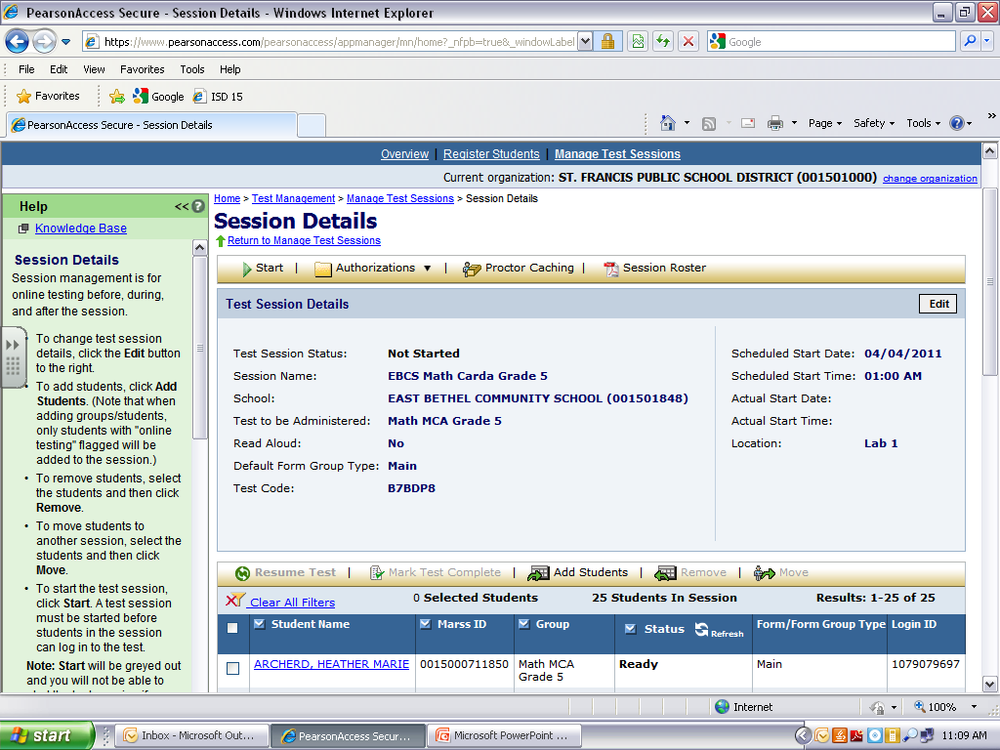 PearsonAccess Secure - Session Details - Windows Internet Explorer
https://www.pearsonaccess.com/pearsonaccess/appmanager/mn/home?_nfpb=true&_windowLabel
Google
File Edit View Favorites Tools Help
Favorites Google ISD 15
PearsonAccess Secure - Session Details
Page Safety Tools
Overview | Register Students | Manage Test Sessions
Current organization: ST. FRANCIS PUBLIC SCHOOL DISTRICT (001501000) change organization
Help <<
Knowledge Base
Session Details
Session management is for
online testing before, during,
and after the session.
• To change test session
details, click the Edit button
to the right.
• To add students, click Add
Students. (Note that when
adding groups/students,
only students with "online
testing" flagged will be
added to the session.)
• To remove students, select
the students and then click
Remove.
• To move students to
another session, select the
students and then click
Move.
• To start the test session,
click Start. A test session
must be started before
students in the session
can log in to the test.
Note: Start will be greyed out
and you will not be able to
Home > Test Management > Manage Test Sessions > Session Details
Session Details
Return to Manage Test Sessions
Start | Authorizations | Proctor Caching | Session Roster
Test Session Details Edit
Test Session Status: Not Started
Session Name: EBCS Math Carda Grade 5
School: EAST BETHEL COMMUNITY SCHOOL (001501848)
Test to be Administered: Math MCA Grade 5
Read Aloud: No
Default Form Group Type: Main
Test Code: B7BDP8
Scheduled Start Date: 04/04/2011
Scheduled Start Time: 01:00 AM
Actual Start Date:
Actual Start Time:
Location: Lab 1
Resume Test | Mark Test Complete | Add Students | Remove | Move
Clear All Filters 0 Selected Students 25 Students In Session Results: 1-25 of 25
Student Name Marss ID Group Status Refresh Form/Form Group Type Login ID
ARCHERD, HEATHER MARIE 0015000711850 Math MCA Ready Main 1079079697
Grade 5
Internet 100%
start Inbox - Microsoft Out... PearsonAccess Secur... Microsoft PowerPoint ... 11:09 AM